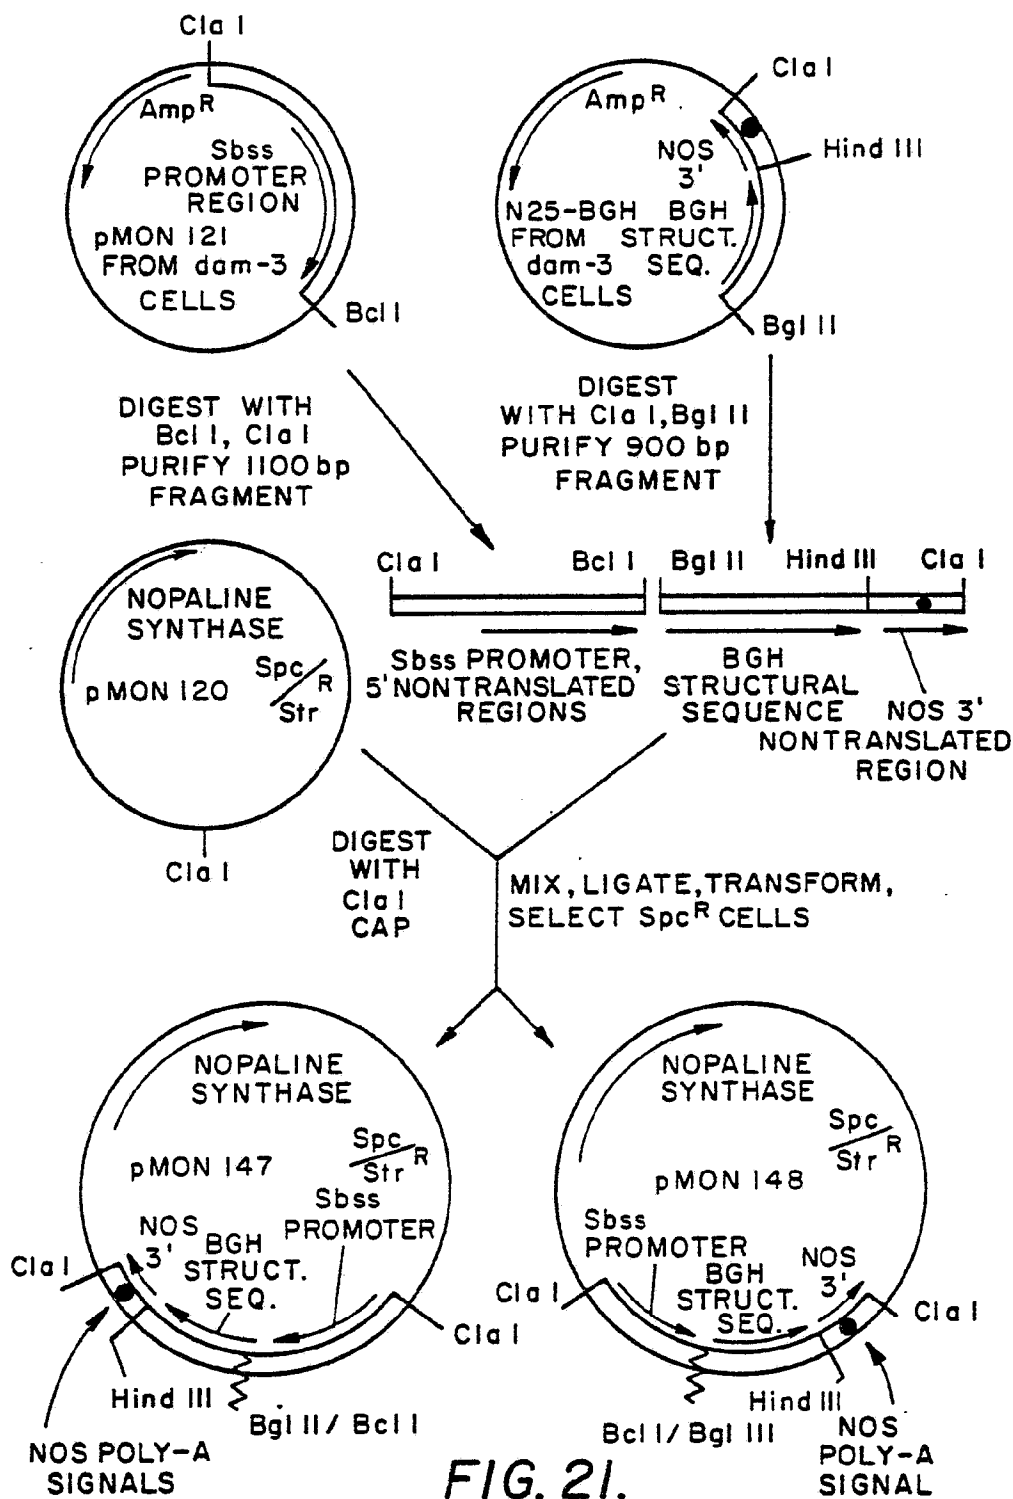 Cla I
Amp R
Sbss
PROMOTER
REGION
pMON 121
FROM dam-3
CELLS
Bcl I
Cla I
Amp R
NOS
3'
Hind III
N25-BGH
FROM
dam-3
CELLS
BGH
STRUCT.
SEQ.
Bgl II
DIGEST WITH
Bcl I, Cla I
PURIFY 1100 bp
FRAGMENT
DIGEST
WITH Cla I, Bgl II
PURIFY 900 bp
FRAGMENT
NOPALINE
SYNTHASE
pMON 120
Spc/Str R
Cla I
Cla I
Bcl I
Bgl II
Hind III
Cla I
Sbss PROMOTER,
5' NONTRANSLATED
REGIONS
BGH
STRUCTURAL
SEQUENCE
NOS 3'
NONTRANSLATED
REGION
DIGEST
WITH
Cla I
CAP
MIX, LIGATE, TRANSFORM,
SELECT Spc R CELLS
NOPALINE
SYNTHASE
pMON 147
Spc/Str R
Sbss
PROMOTER
NOS
3'
BGH
STRUCT.
SEQ.
Cla I
Cla I
Hind III
Bgl II / Bcl I
NOS POLY-A
SIGNALS
NOPALINE
SYNTHASE
Spc/Str R
pMON 148
Sbss
PROMOTER
BGH
STRUCT.
SEQ.
NOS
3'
Cla I
Cla I
Hind III
Bcl I / Bgl III
NOS
POLY-A
SIGNAL
FIG. 21.